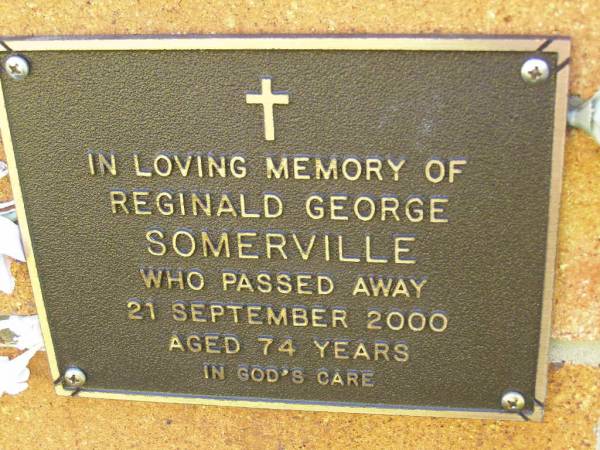 IN LOVING MEMORY OF
REGINALD GEORGE
SOMERVILLE
WHO PASSED AWAY
21 SEPTEMBER 2000
AGED 74 YEARS
IN GOD'S CARE